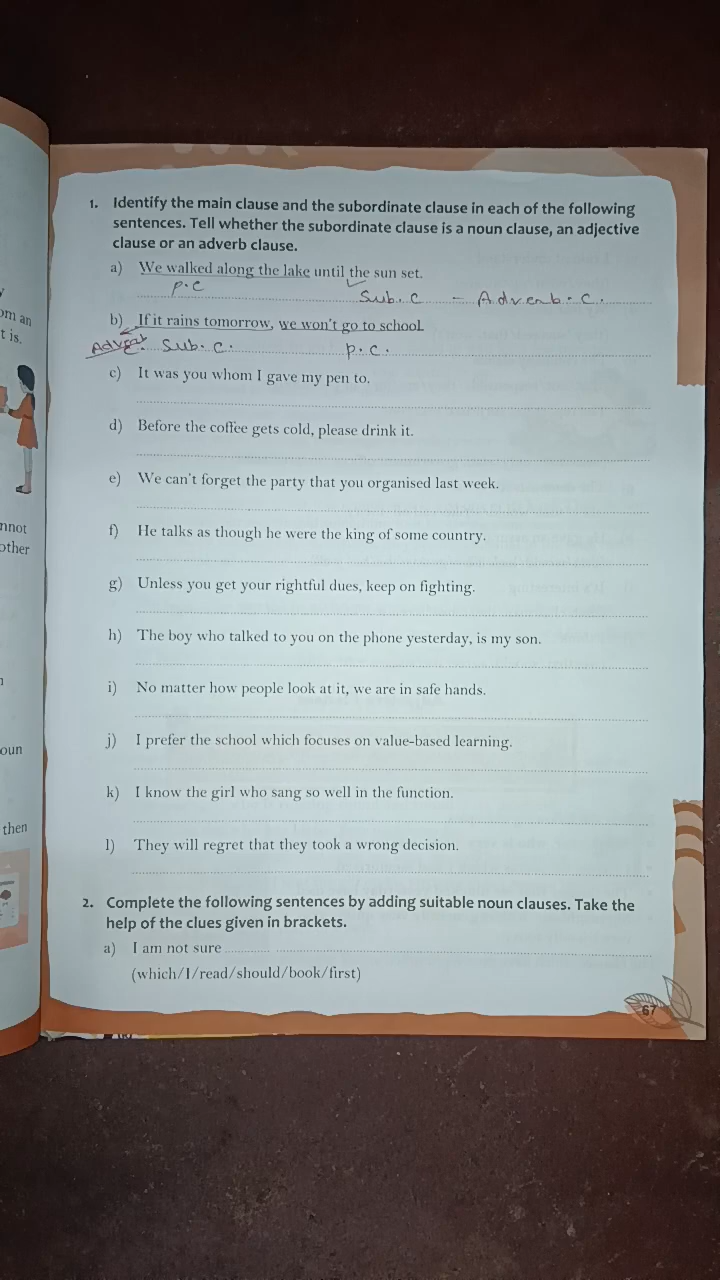 om an
t is.
nnot
other
oun
then
1. Identify the main clause and the subordinate clause in each of the following
sentences. Tell whether the subordinate clause is a noun clause, an adjective
clause or an adverb clause.
a) We walked along the lake until the sun set.
P.C Sub. C – Adverb. C.
b) If it rains tomorrow, we won't go to school.
Adverb C. Sub. C. P.C.
c) It was you whom I gave my pen to.
d) Before the coffee gets cold, please drink it.
e) We can't forget the party that you organised last week.
f) He talks as though he were the king of some country.
g) Unless you get your rightful dues, keep on fighting.
h) The boy who talked to you on the phone yesterday, is my son.
i) No matter how people look at it, we are in safe hands.
j) I prefer the school which focuses on value-based learning.
k) I know the girl who sang so well in the function.
l) They will regret that they took a wrong decision.
2. Complete the following sentences by adding suitable noun clauses. Take the
help of the clues given in brackets.
a) I am not sure
(which/I/read/should/book/first)
67